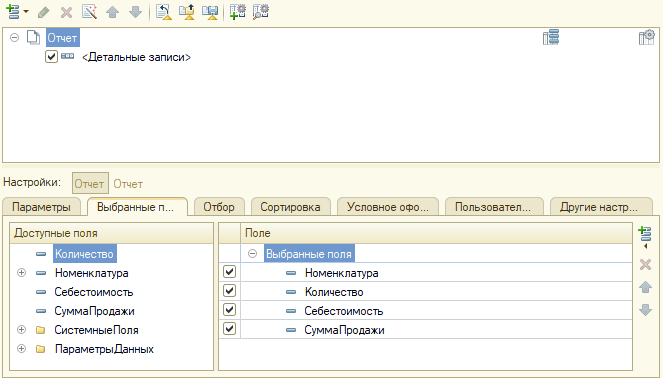 Отчет
<Детальные записи>
Настройки: Отчет Отчет
Параметры Выбранные п... Отбор Сортировка Условное офо... Пользовател... Другие настр...
Доступные поля Поле
Количество Выбранные поля
Номенклатура Номенклатура
Себестоимость Количество
СуммаПродажи Себестоимость
СистемныеПоля СуммаПродажи
ПараметрыДанных